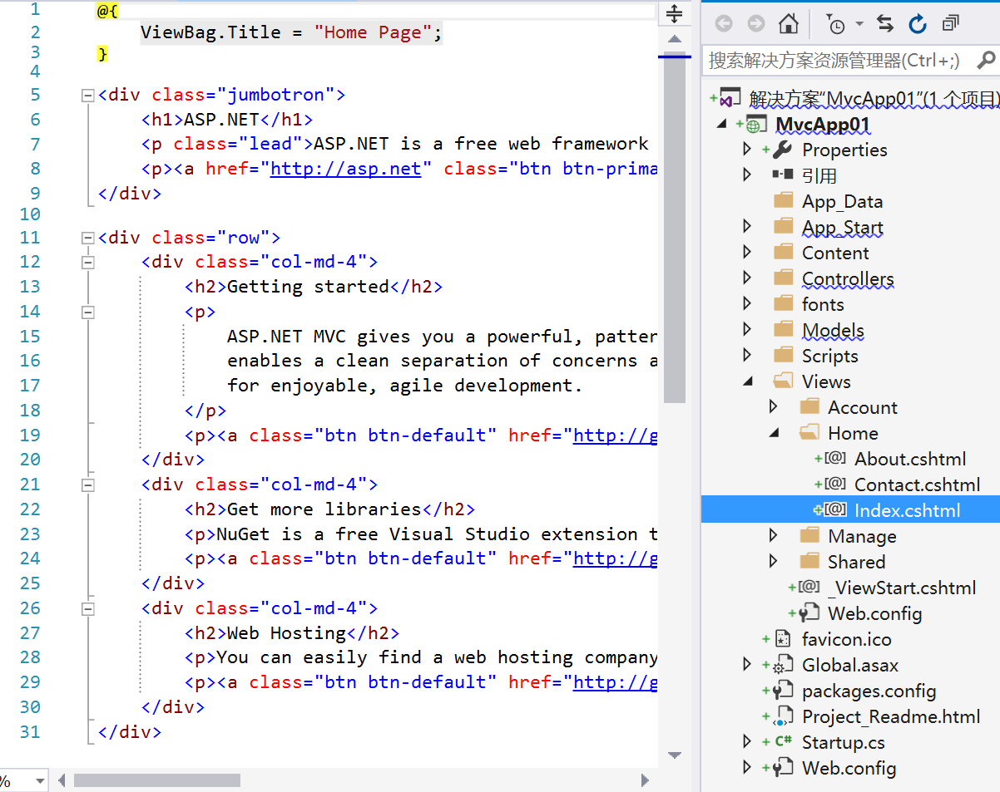 1 @{
2 ViewBag.Title = "Home Page";
3 }
4
5 <div class="jumbotron">
6 <h1>ASP.NET</h1>
7 <p class="lead">ASP.NET is a free web framework
8 <p><a href="http://asp.net" class="btn btn-prima
9 </div>
10
11 <div class="row">
12 <div class="col-md-4">
13 <h2>Getting started</h2>
14 <p>
15 ASP.NET MVC gives you a powerful, patter
16 enables a clean separation of concerns a
17 for enjoyable, agile development.
18 </p>
19 <p><a class="btn btn-default" href="http://g
20 </div>
21 <div class="col-md-4">
22 <h2>Get more libraries</h2>
23 <p>NuGet is a free Visual Studio extension t
24 <p><a class="btn btn-default" href="http://g
25 </div>
26 <div class="col-md-4">
27 <h2>Web Hosting</h2>
28 <p>You can easily find a web hosting company
29 <p><a class="btn btn-default" href="http://g
30 </div>
31 </div>
%
搜索解决方案资源管理器(Ctrl+;)
解决方案“MvcApp01”(1 个项目)
MvcApp01
Properties
引用
App_Data
App_Start
Content
Controllers
fonts
Models
Scripts
Views
Account
Home
About.cshtml
Contact.cshtml
Index.cshtml
Manage
Shared
_ViewStart.cshtml
Web.config
favicon.ico
Global.asax
packages.config
Project_Readme.html
C# Startup.cs
Web.config